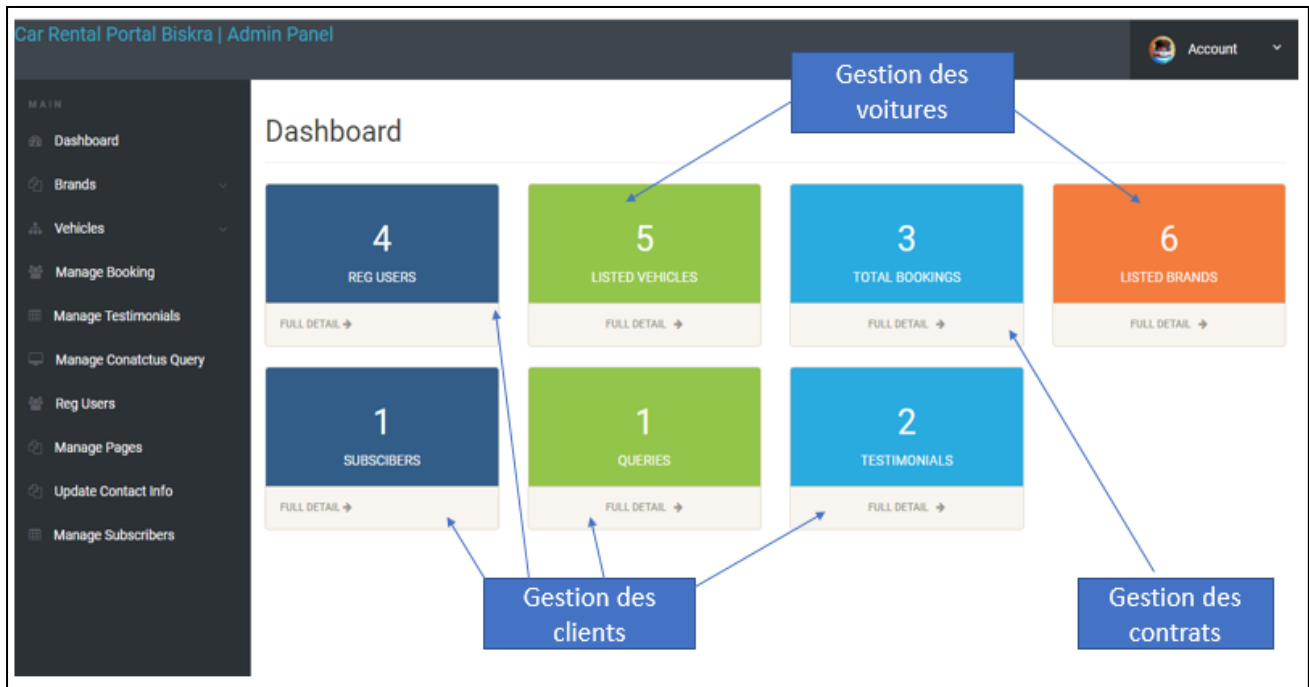 Car Rental Portal Biskra | Admin Panel
Account
Gestion des
voitures
MAIN
Dashboard
Brands
Vehicles
Manage Booking
Manage Testimonials
Manage Conatctus Query
Reg Users
Manage Pages
Update Contact Info
Manage Subscribers
Dashboard
4
REG USERS
FULL DETAIL
5
LISTED VEHICLES
FULL DETAIL
3
TOTAL BOOKINGS
FULL DETAIL
6
LISTED BRANDS
FULL DETAIL
1
SUBSCIBERS
FULL DETAIL
1
QUERIES
FULL DETAIL
2
TESTIMONIALS
FULL DETAIL
Gestion des
clients
Gestion des
contrats